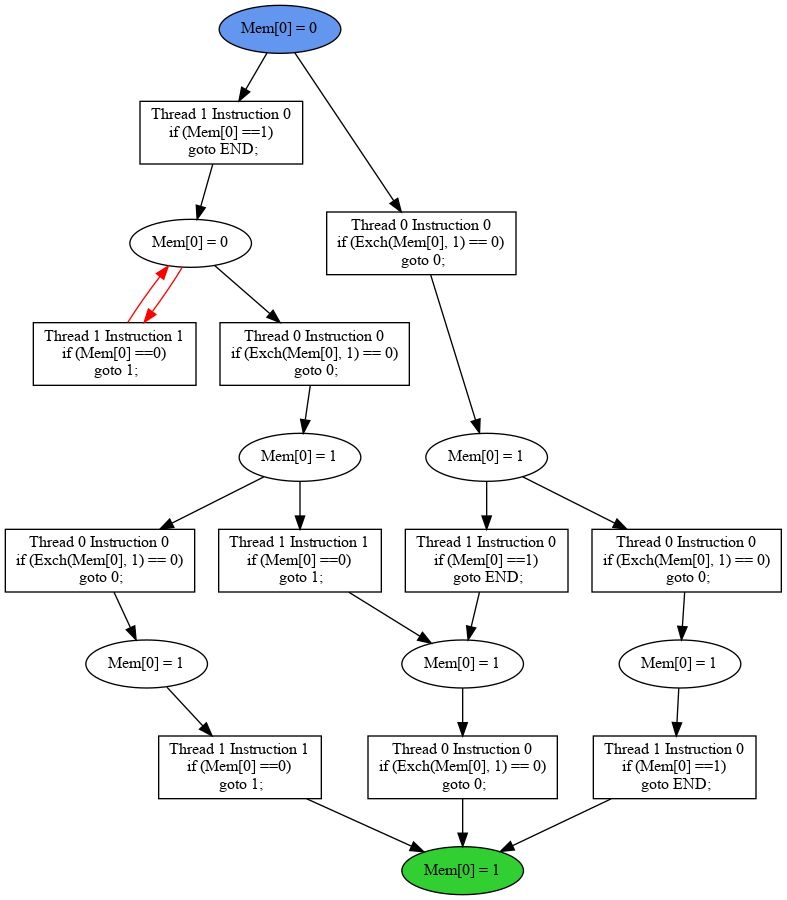 Mem[0] = 0
Thread 1 Instruction 0
if (Mem[0] ==1)
goto END;
Thread 0 Instruction 0
if (Exch(Mem[0], 1) == 0)
goto 0;
Mem[0] = 0
Thread 1 Instruction 1
if (Mem[0] ==0)
goto 1;
Thread 0 Instruction 0
if (Exch(Mem[0], 1) == 0)
goto 0;
Mem[0] = 1
Mem[0] = 1
Thread 0 Instruction 0
if (Exch(Mem[0], 1) == 0)
goto 0;
Thread 1 Instruction 1
if (Mem[0] ==0)
goto 1;
Thread 1 Instruction 0
if (Mem[0] ==1)
goto END;
Thread 0 Instruction 0
if (Exch(Mem[0], 1) == 0)
goto 0;
Mem[0] = 1
Mem[0] = 1
Mem[0] = 1
Thread 1 Instruction 1
if (Mem[0] ==0)
goto 1;
Thread 0 Instruction 0
if (Exch(Mem[0], 1) == 0)
goto 0;
Thread 1 Instruction 0
if (Mem[0] ==1)
goto END;
Mem[0] = 1